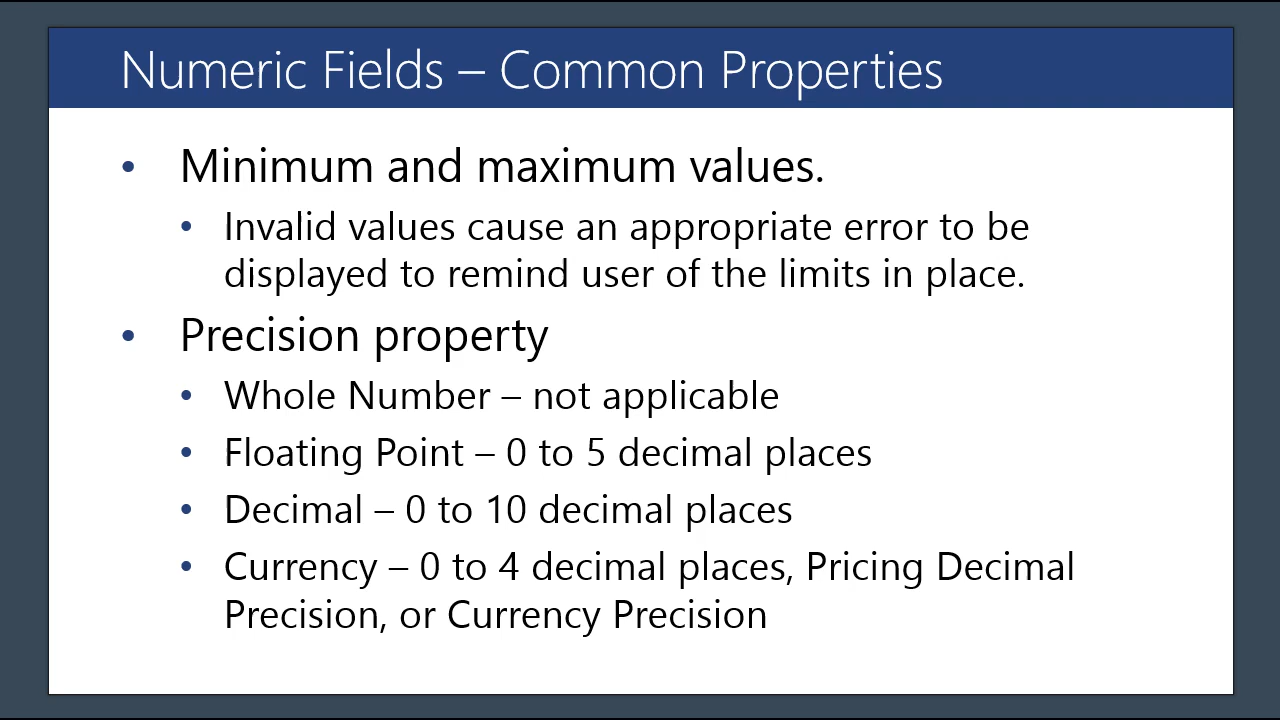 Numeric Fields – Common Properties
• Minimum and maximum values.
• Invalid values cause an appropriate error to be
displayed to remind user of the limits in place.
• Precision property
• Whole Number – not applicable
• Floating Point – 0 to 5 decimal places
• Decimal – 0 to 10 decimal places
• Currency – 0 to 4 decimal places, Pricing Decimal
Precision, or Currency Precision